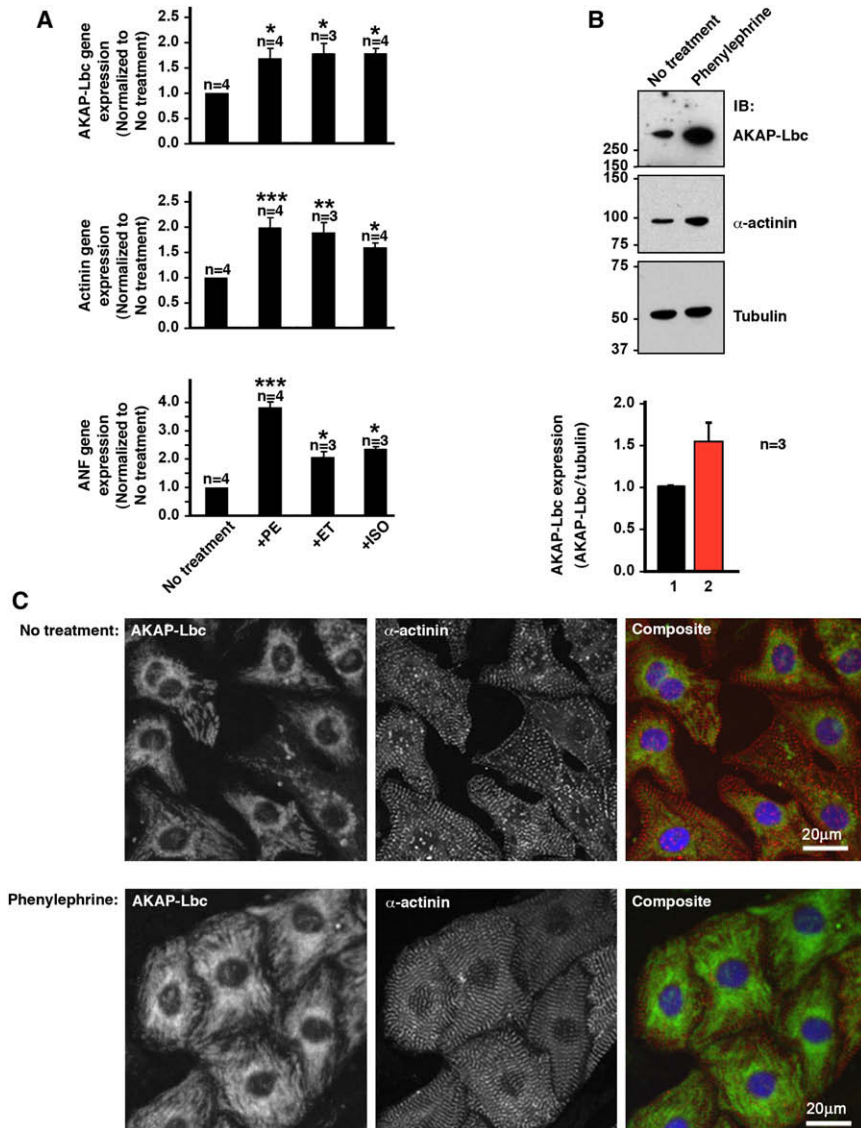 A
AKAP-Lbc gene
expression
(Normalized to
No treatment)
2.5
2.0
1.5
1.0
0.5
0.0
n=4
*
n=4
*
n=3
*
n=4
Actinin gene
expression
(Normalized to
No treatment)
2.5
2.0
1.5
1.0
0.5
0.0
n=4
***
n=4
**
n=3
*
n=4
ANF gene
expression
(Normalized to
No treatment)
4.0
3.0
2.0
1.0
0.0
n=4
***
n=4
*
n=3
*
n=3
No treatment
+PE
+ET
+ISO
B
No treatment
Phenylephrine
IB:
AKAP-Lbc
250
150
150
100
75
α-actinin
75
50
37
Tubulin
AKAP-Lbc expression
(AKAP-Lbc/tubulin)
2.0
1.5
1.0
0.5
0.0
n=3
1 2
C
No treatment: AKAP-Lbc α-actinin Composite
20µm
Phenylephrine: AKAP-Lbc α-actinin Composite
20µm